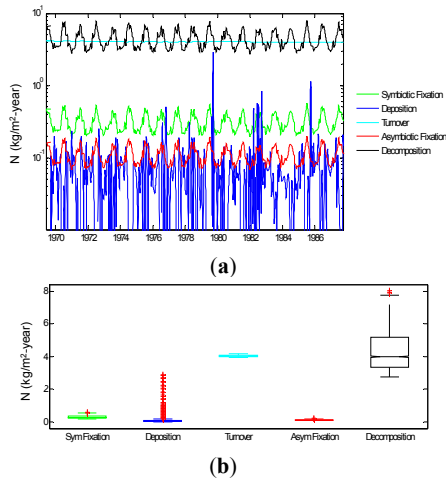 N (kg/m²-year)
10¹
10⁰
10⁻¹
1970 1972 1974 1976 1978 1980 1982 1984 1986
Symbiotic Fixation
Deposition
Turnover
Asymbiotic Fixation
Decomposition
(a)
N (kg/m²-year)
8
6
4
2
0
Sym Fixation Deposition Turnover Asym Fixation Decomposition
(b)